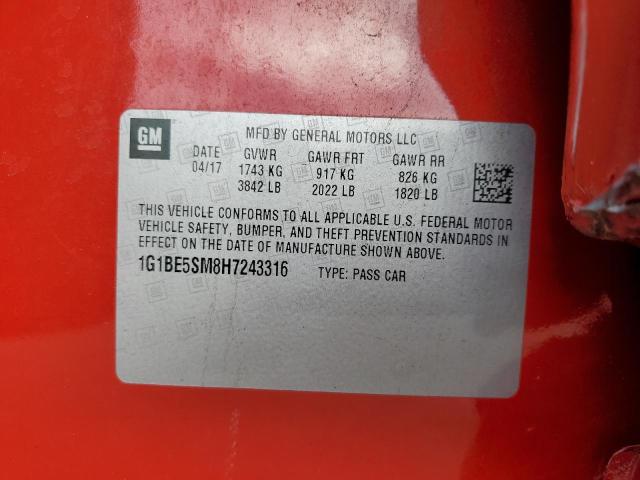 GM
MFD BY GENERAL MOTORS LLC
DATE GVWR GAWR FRT GAWR RR
04/17 1743 KG 917 KG 826 KG
3842 LB 2022 LB 1820 LB
THIS VEHICLE CONFORMS TO ALL APPLICABLE U.S. FEDERAL MOTOR
VEHICLE SAFETY, BUMPER, AND THEFT PREVENTION STANDARDS IN
EFFECT ON THE DATE OF MANUFACTURE SHOWN ABOVE.
1G1BE5SM8H7243316 TYPE: PASS CAR